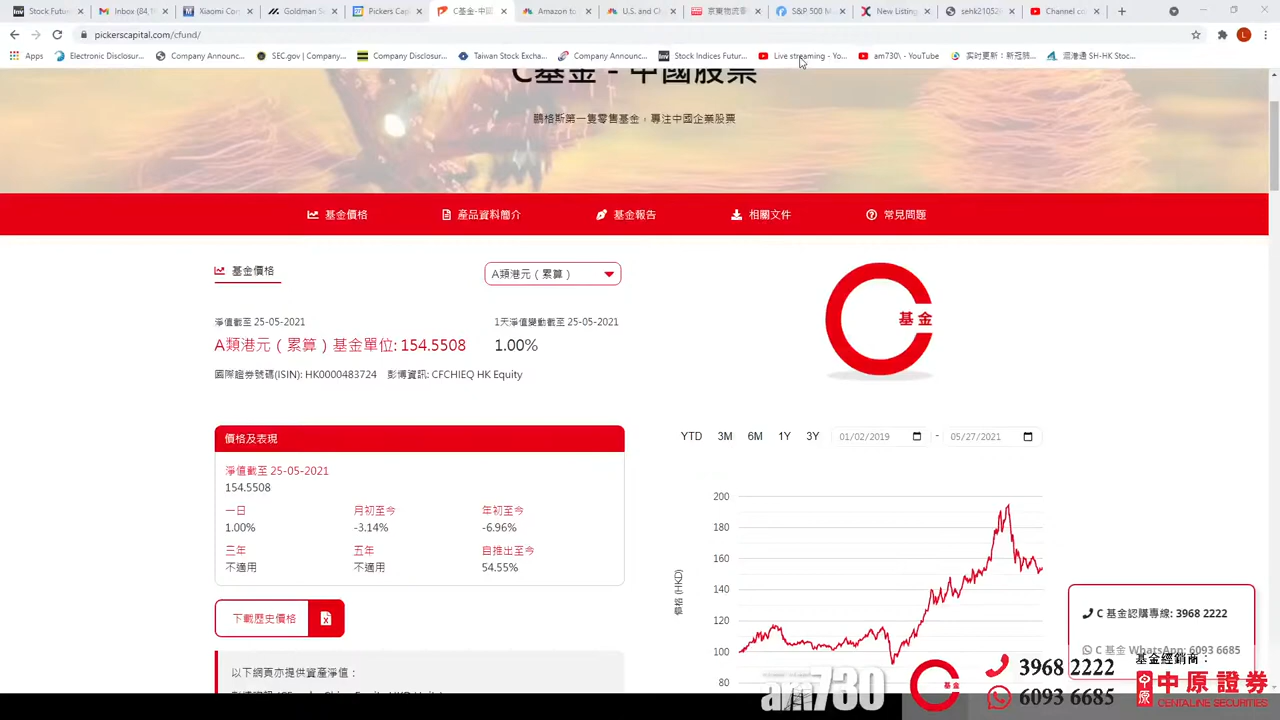 Stock.Future
Inbox (84,1
Xiaomi Cor
Goldman Sa
Pickers Cap
C基金-中國
Amazon to
U.S. and Ch
京東物流香
S&P 500 M
New Listing
sehk21052
Channel co
pickerscapital.com/cfund/
L
Apps
Electronic Disclosur...
Company Announc...
SEC.gov | Company...
Company Disclosur...
Taiwan Stock Excha...
Company Announc...
Stock Indices Futur...
Live streaming - Yo...
am730\ - YouTube
实时更新：新冠肺...
滬港通 SH-HK Stoc...
C基金 - 中國股票
鵬格斯第一隻零售基金，專注中國企業股票
基金價格
產品資料簡介
基金報告
相關文件
常見問題
基金價格
A類港元（累算）
基金
淨值截至 25-05-2021
1天淨值變動截至 25-05-2021
A類港元（累算）基金單位: 154.5508
1.00%
國際證券號碼(ISIN): HK0000483724 彭博資訊: CFCHIEQ HK Equity
價格及表現
YTD 3M 6M 1Y 3Y 01/02/2019 - 05/27/2021
淨值截至 25-05-2021
154.5508
一日 月初至今 年初至今
1.00% -3.14% -6.96%
三年 五年 自推出至今
不適用 不適用 54.55%
200
180
160
140
120
100
80
價格 (HKD)
下載歷史價格
C 基金認購專線: 3968 2222
C 基金 WhatsApp: 6093 6685
以下網頁亦提供資產淨值：
am730
基金
3968 2222
6093 6685
基金經銷商：
中原證券
CENTALINE SECURITIES